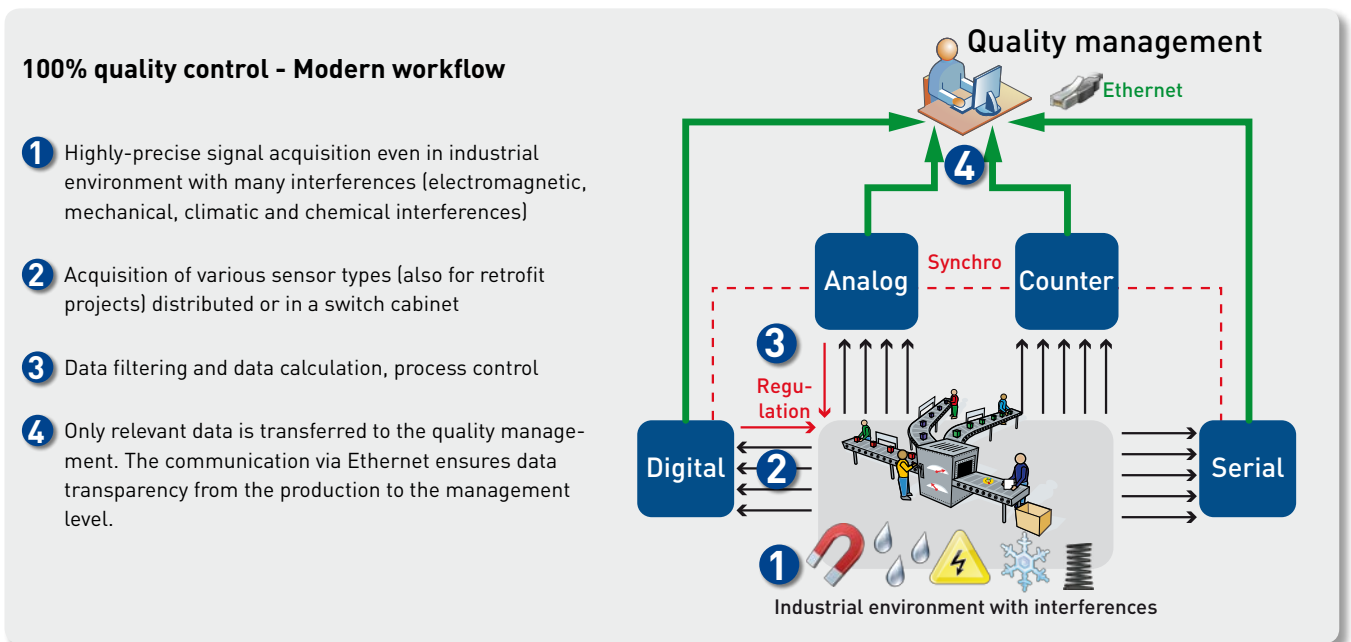 100% quality control - Modern workflow
1 Highly-precise signal acquisition even in industrial
environment with many interferences (electromagnetic,
mechanical, climatic and chemical interferences)
2 Acquisition of various sensor types (also for retrofit
projects) distributed or in a switch cabinet
3 Data filtering and data calculation, process control
4 Only relevant data is transferred to the quality manage-
ment. The communication via Ethernet ensures data
transparency from the production to the management
level.
Quality management
Ethernet
4
Analog
Synchro
Counter
3
Regu-
lation
Digital
2
Serial
1
Industrial environment with interferences